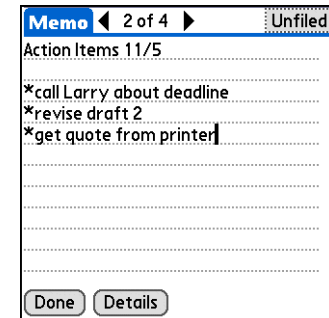 Memo 2 of 4 Unfiled
Action Items 11/5
*call Larry about deadline
*revise draft 2
*get quote from printer
Done Details